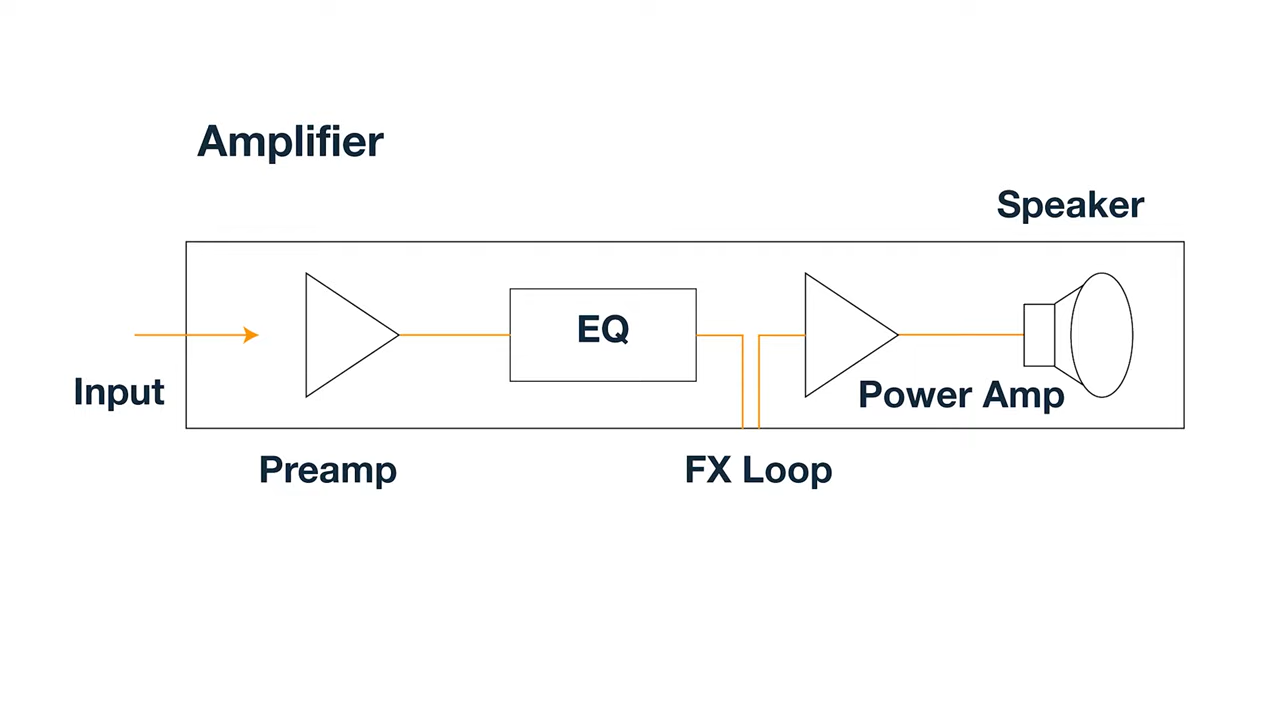 Amplifier
Speaker
EQ
Input
Power Amp
Preamp
FX Loop